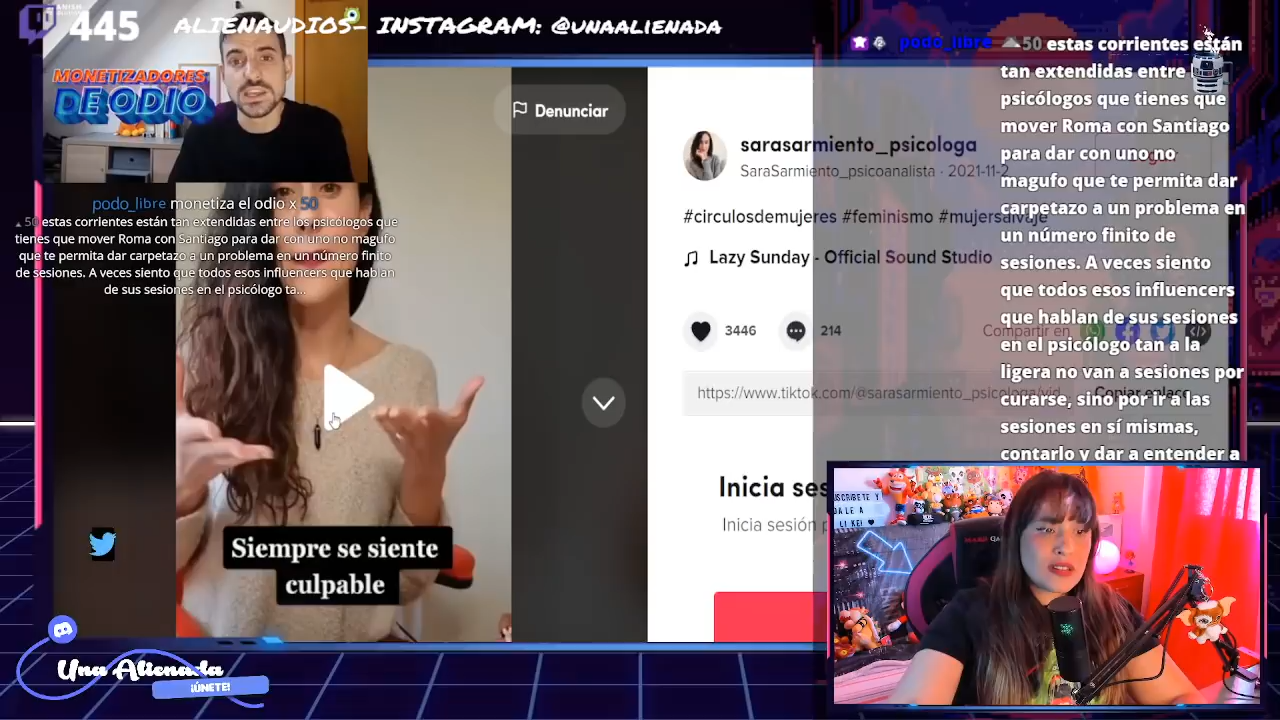 445
ALIENAUDIOS- INSTAGRAM: @UNAALIENADA
MONETIZADORES
DE ODIO
podo_libre monetiza el odio x 50
50 estas corrientes están extendidas entre los psicólogos que
tienes que mover Roma con Santiago para dar con uno no magufo
que te permita dar carpetazo a un problema en un número finito
de sesiones. A veces siento que todos esos influencers que hablan
de sus sesiones en el psicólogo ta...
Denunciar
Siempre se siente
culpable
Una Alienada
¡ÚNETE!
sarasarmiento_psicologa
SaraSarmiento_psicoanalista · 2021-11-2
#circulosdemujeres #feminismo #mujersalvaje
Lazy Sunday - Official Sound Studio
3446
214
Compartir en
https://www.tiktok.com/@sarasarmiento_psicologa/vid
Copiar enlace
Inicia ses
Inicia sesión p
podo_libre 50 estas corrientes están
tan extendidas entre
psicólogos que tienes que
mover Roma con Santiago
para dar con uno no
magufo que te permita dar
carpetazo a un problema en
un número finito de
sesiones. A veces siento
que todos esos influencers
que hablan de sus sesiones
en el psicólogo tan a la
ligera no van a sesiones por
curarse, sino por ir a las
sesiones en sí mismas,
contarlo y dar a entender a
SUSCRIBETE Y
DALE A
LIKE!